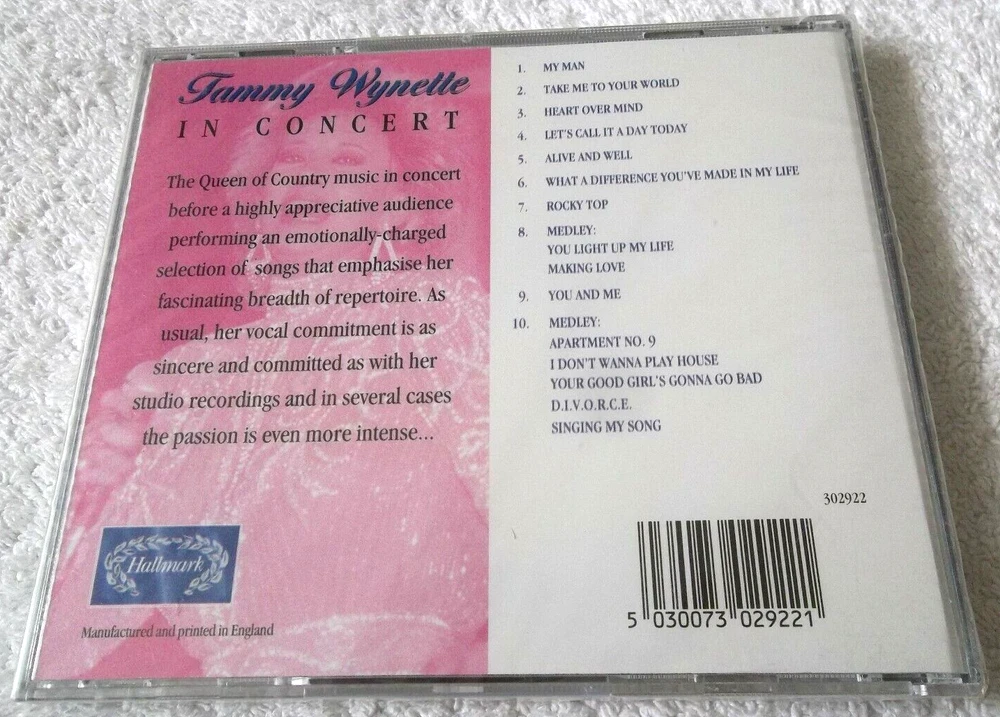 Tammy Wynette
IN CONCERT
The Queen of Country music in concert
before a highly appreciative audience
performing an emotionally-charged
selection of songs that emphasise her
fascinating breadth of repertoire. As
usual, her vocal commitment is as
sincere and committed as with her
studio recordings and in several cases
the passion is even more intense...
Hallmark
Manufactured and printed in England
1. MY MAN
2. TAKE ME TO YOUR WORLD
3. HEART OVER MIND
4. LET'S CALL IT A DAY TODAY
5. ALIVE AND WELL
6. WHAT A DIFFERENCE YOU'VE MADE IN MY LIFE
7. ROCKY TOP
8. MEDLEY:
YOU LIGHT UP MY LIFE
MAKING LOVE
9. YOU AND ME
10. MEDLEY:
APARTMENT NO. 9
I DON'T WANNA PLAY HOUSE
YOUR GOOD GIRL'S GONNA GO BAD
D.I.V.O.R.C.E.
SINGING MY SONG
302922
5 030073 029221